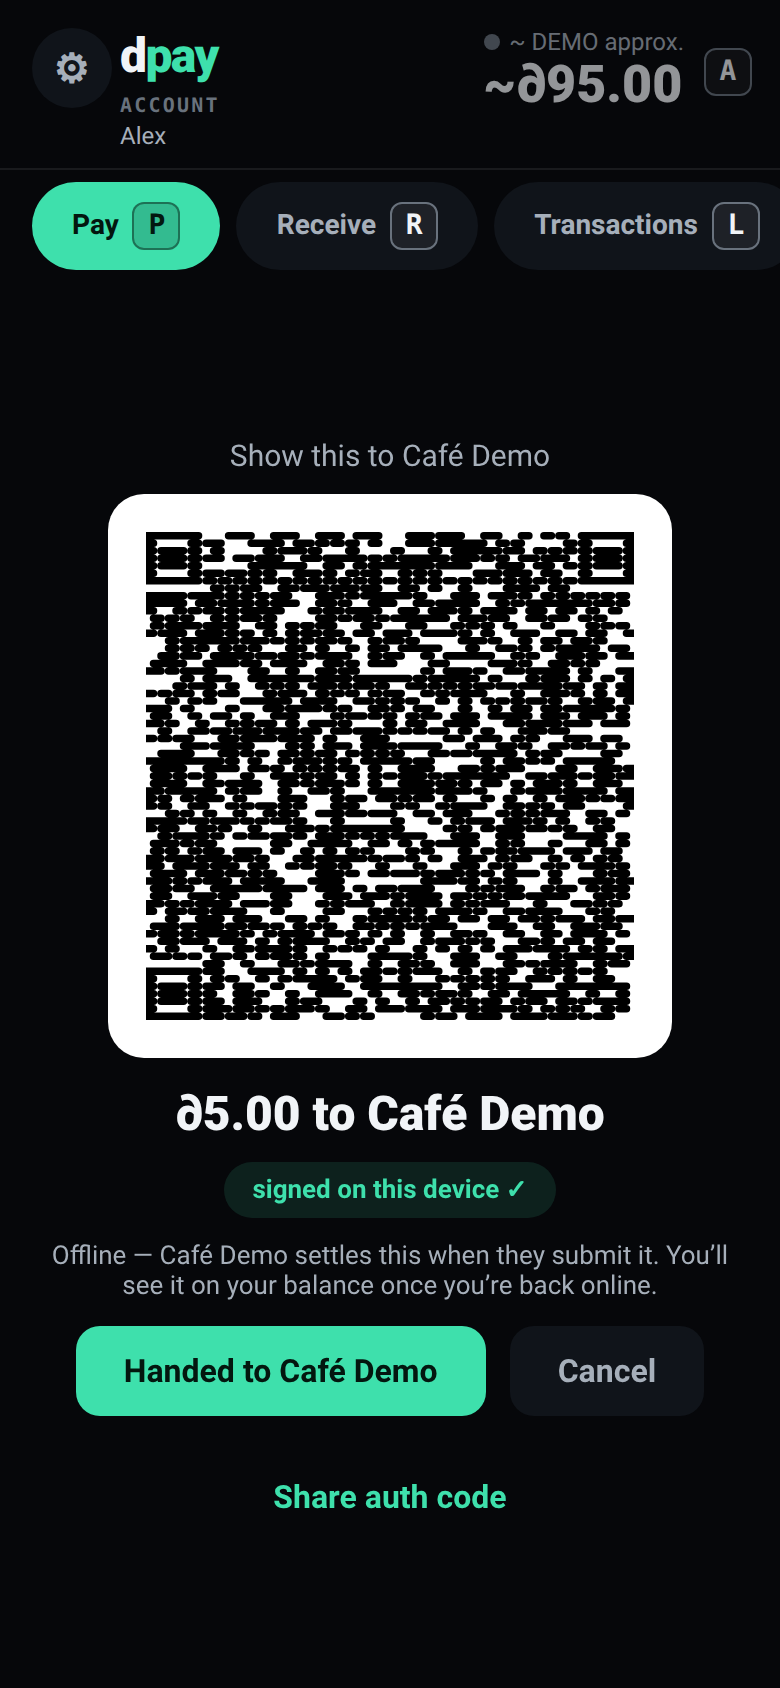 ⚙ dpay
ACCOUNT
Alex
~ DEMO approx.
~∂95.00
A
Pay P
Receive R
Transactions L
Show this to Café Demo
∂5.00 to Café Demo
signed on this device ✓
Offline — Café Demo settles this when they submit it. You’ll
see it on your balance once you’re back online.
Handed to Café Demo
Cancel
Share auth code